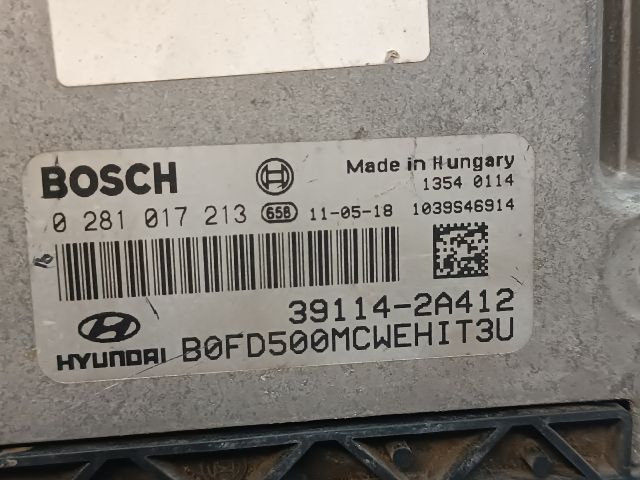 BOSCH
Made in Hungary
1354 0114
0 281 017 213 658 11-05-18 1039S46914
39114-2A412
HYUNDAI B0FD500MCWEHIT3U